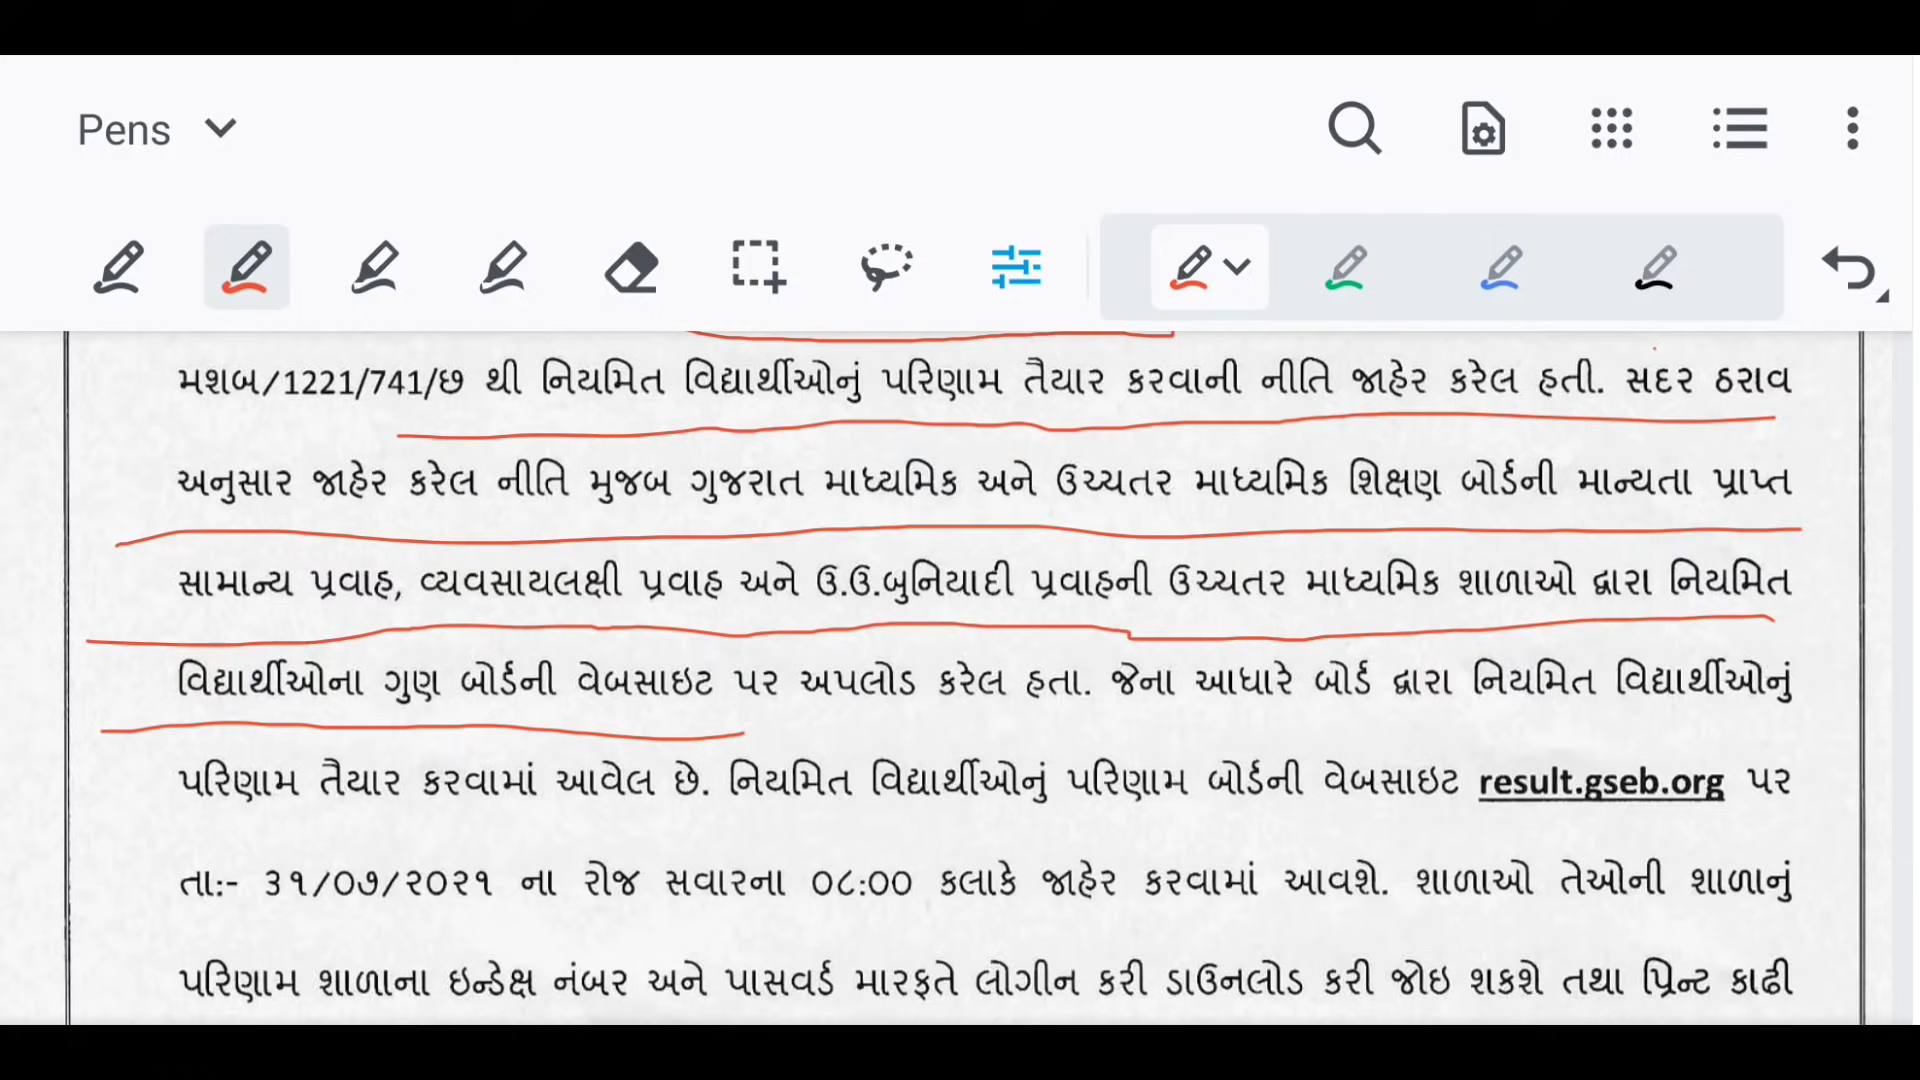 Pens
મશબ/1221/741/છ થી નિયમિત વિદ્યાર્થીઓનું પરિણામ તૈયાર કરવાની નીતિ જાહેર કરેલ હતી. સદર ઠરાવ
અનુસાર જાહેર કરેલ નીતિ મુજબ ગુજરાત માધ્યમિક અને ઉચ્ચતર માધ્યમિક શિક્ષણ બોર્ડની માન્યતા પ્રાપ્ત
સામાન્ય પ્રવાહ, વ્યવસાયલક્ષી પ્રવાહ અને ઉ.ઉ.બુનિયાદી પ્રવાહની ઉચ્ચતર માધ્યમિક શાળાઓ દ્વારા નિયમિત
વિદ્યાર્થીઓના ગુણ બોર્ડની વેબસાઇટ પર અપલોડ કરેલ હતા. જેના આધારે બોર્ડ દ્વારા નિયમિત વિદ્યાર્થીઓનું
પરિણામ તૈયાર કરવામાં આવેલ છે. નિયમિત વિદ્યાર્થીઓનું પરિણામ બોર્ડની વેબસાઇટ result.gseb.org પર
તા:- ૩૧/૦૭/૨૦૨૧ ના રોજ સવારના ૦૮:૦૦ કલાકે જાહેર કરવામાં આવશે. શાળાઓ તેઓની શાળાનું
પરિણામ શાળાના ઇન્ડેક્ષ નંબર અને પાસવર્ડ મારફતે લોગીન કરી ડાઉનલોડ કરી જોઇ શકશે તથા પ્રિન્ટ કાઢી